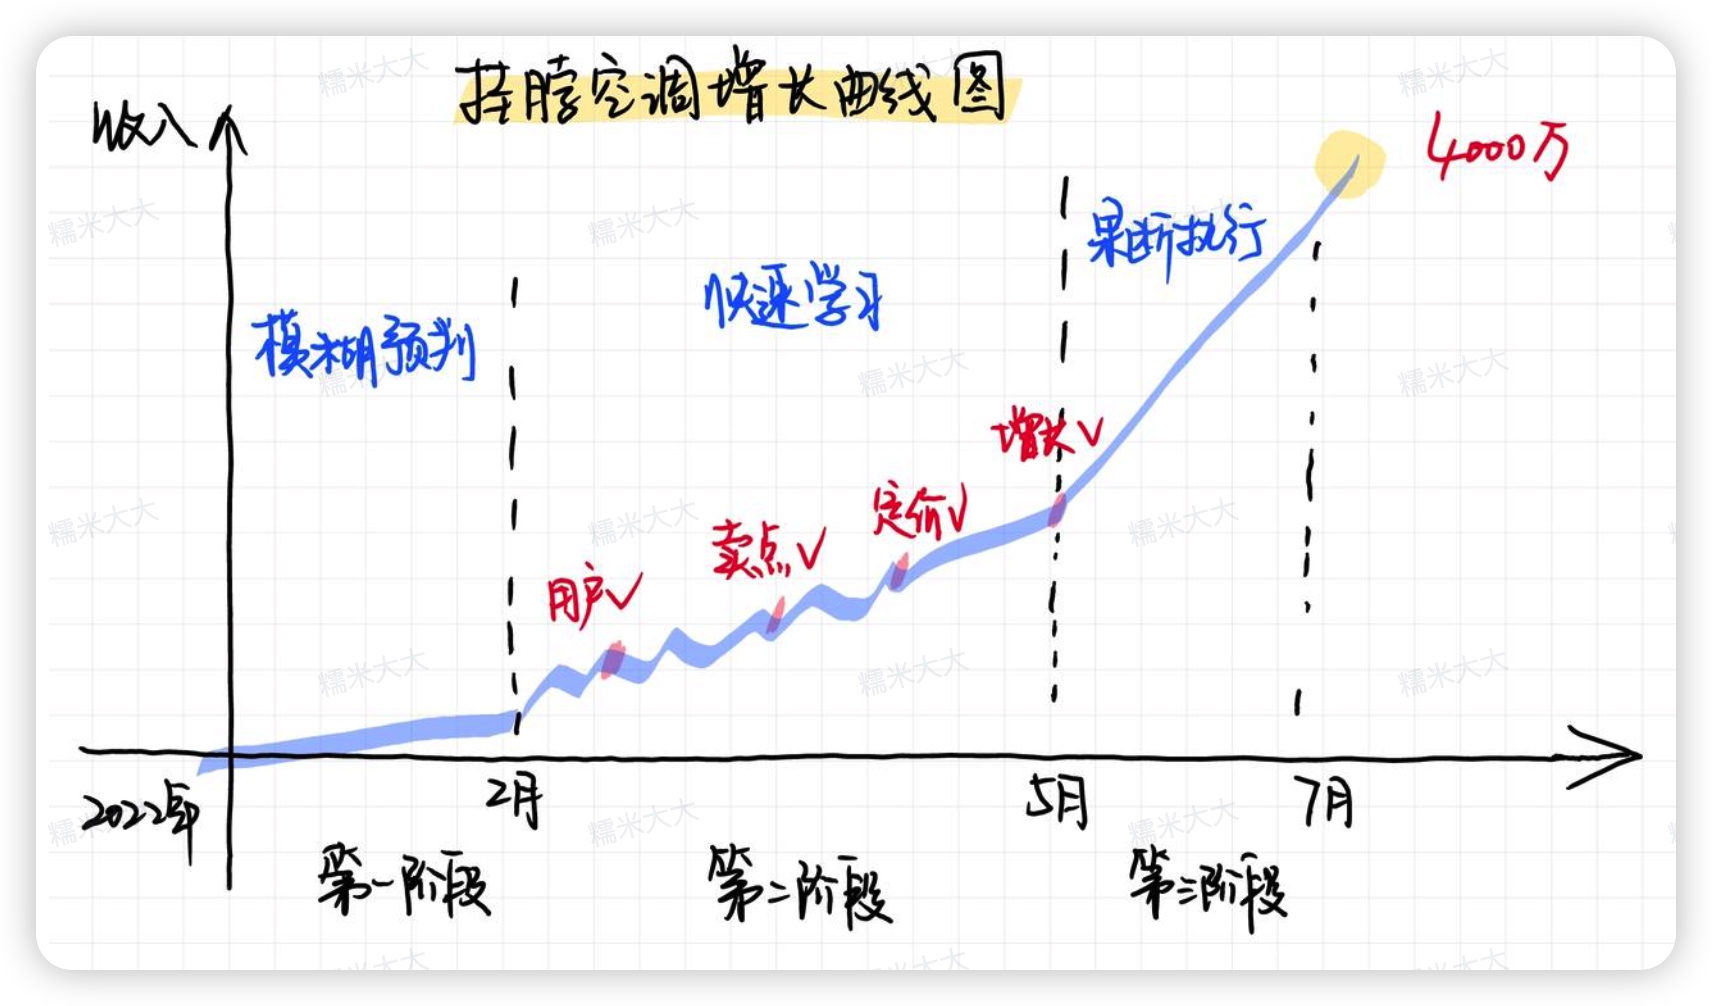 挂脖空调增长曲线图
收入
4000万
果断执行
快速学习
模糊预判
增长√
定价√
卖点√
用户√
2022年
2月
5月
7月
第一阶段
第二阶段
第三阶段
糯米大大